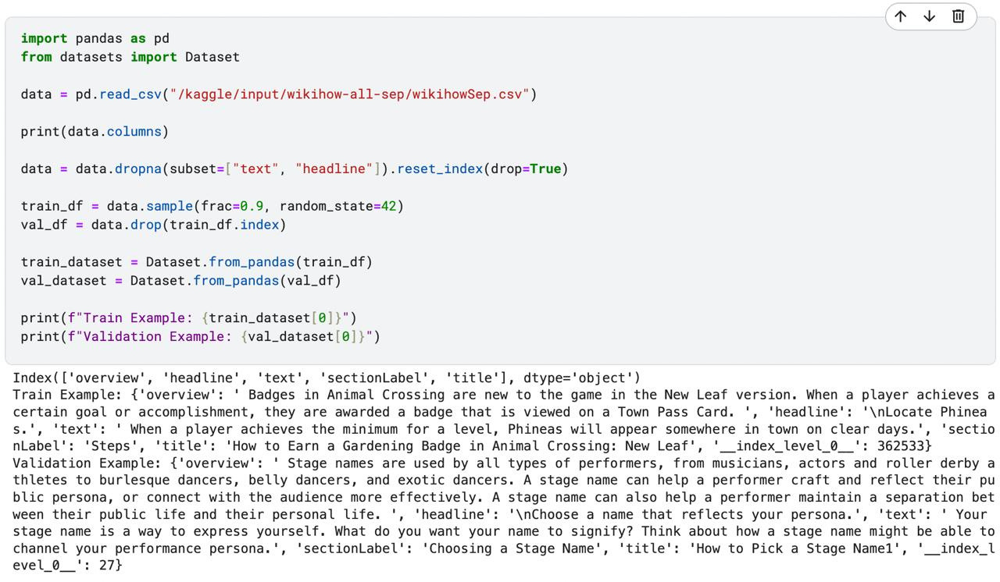 import pandas as pd
from datasets import Dataset
data = pd.read_csv("/kaggle/input/wikihow-all-sep/wikihowSep.csv")
print(data.columns)
data = data.dropna(subset=["text", "headline"]).reset_index(drop=True)
train_df = data.sample(frac=0.9, random_state=42)
val_df = data.drop(train_df.index)
train_dataset = Dataset.from_pandas(train_df)
val_dataset = Dataset.from_pandas(val_df)
print(f"Train Example: {train_dataset[0]}")
print(f"Validation Example: {val_dataset[0]}")
Index(['overview', 'headline', 'text', 'sectionLabel', 'title'], dtype='object')
Train Example: {'overview': ' Badges in Animal Crossing are new to the game in the New Leaf version. When a player achieves a
certain goal or accomplishment, they are awarded a badge that is viewed on a Town Pass Card. ', 'headline': '\nLocate Phinea
s.', 'text': ' When a player achieves the minimum for a level, Phineas will appear somewhere in town on clear days.', 'sectio
nLabel': 'Steps', 'title': 'How to Earn a Gardening Badge in Animal Crossing: New Leaf', '__index_level_0__': 362533}
Validation Example: {'overview': ' Stage names are used by all types of performers, from musicians, actors and roller derby a
thletes to burlesque dancers, belly dancers, and exotic dancers. A stage name can help a performer craft and reflect their pu
blic persona, or connect with the audience more effectively. A stage name can also help a performer maintain a separation bet
ween their public life and their personal life. ', 'headline': '\nChoose a name that reflects your persona.', 'text': ' Your
stage name is a way to express yourself. What do you want your name to signify? Think about how a stage name might be able to
channel your performance persona.', 'sectionLabel': 'Choosing a Stage Name', 'title': 'How to Pick a Stage Name1', '__index_l
evel_0__': 27}